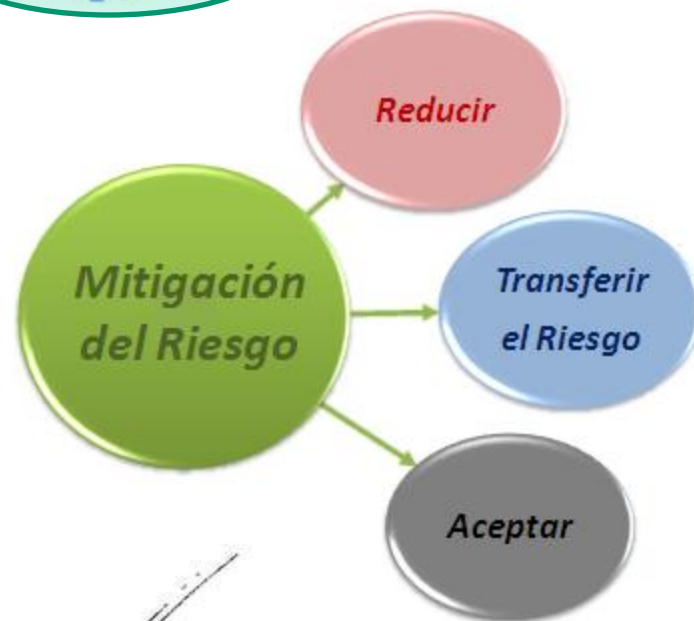 Reducir
Mitigación
del Riesgo
Transferir
el Riesgo
Aceptar